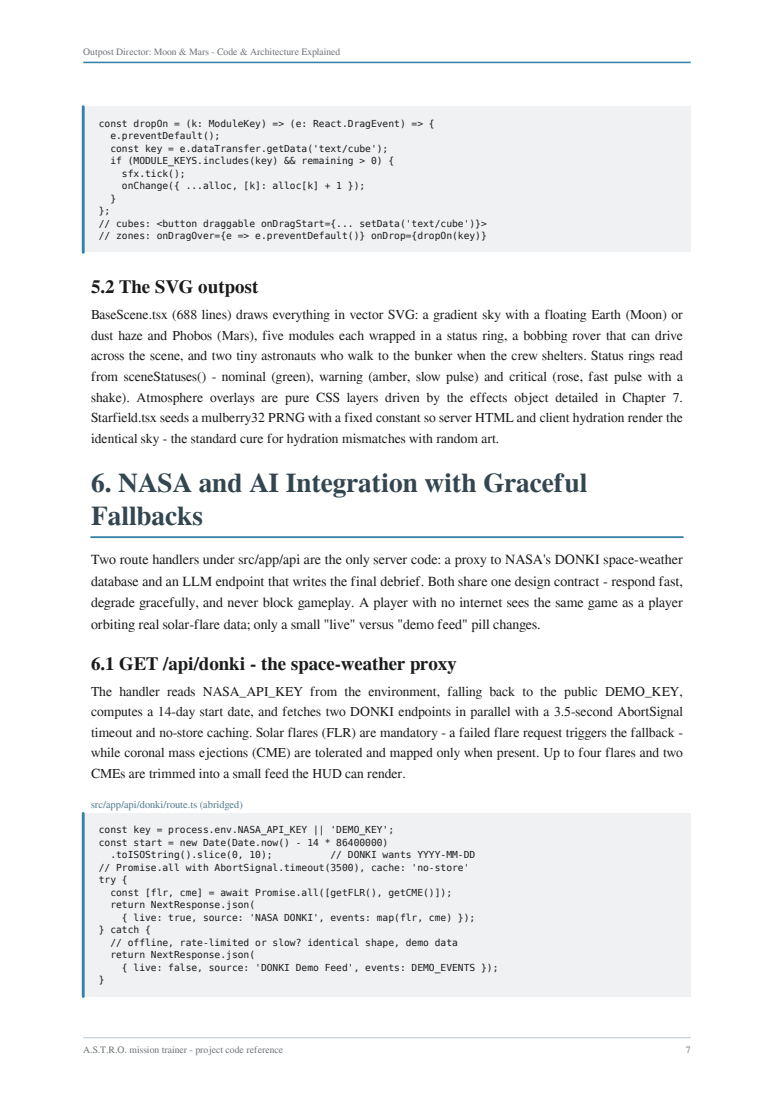 Outpost Director: Moon & Mars - Code & Architecture Explained
const dropOn = (k: ModuleKey) => (e: React.DragEvent) => {
  e.preventDefault();
  const key = e.dataTransfer.getData('text/cube');
  if (MODULE_KEYS.includes(key) && remaining > 0) {
    sfx.tick();
    onChange({ ...alloc, [k]: alloc[k] + 1 });
  }
};
// cubes: <button draggable onDragStart={... setData('text/cube')}>
// zones: onDragOver={e => e.preventDefault()} onDrop={dropOn(key)}
5.2 The SVG outpost
BaseScene.tsx (688 lines) draws everything in vector SVG: a gradient sky with a floating Earth (Moon) or
dust haze and Phobos (Mars), five modules each wrapped in a status ring, a bobbing rover that can drive
across the scene, and two tiny astronauts who walk to the bunker when the crew shelters. Status rings read
from sceneStatuses() - nominal (green), warning (amber, slow pulse) and critical (rose, fast pulse with a
shake). Atmosphere overlays are pure CSS layers driven by the effects object detailed in Chapter 7.
Starfield.tsx seeds a mulberry32 PRNG with a fixed constant so server HTML and client hydration render the
identical sky - the standard cure for hydration mismatches with random art.
6. NASA and AI Integration with Graceful
Fallbacks
Two route handlers under src/app/api are the only server code: a proxy to NASA's DONKI space-weather
database and an LLM endpoint that writes the final debrief. Both share one design contract - respond fast,
degrade gracefully, and never block gameplay. A player with no internet sees the same game as a player
orbiting real solar-flare data; only a small "live" versus "demo feed" pill changes.
6.1 GET /api/donki - the space-weather proxy
The handler reads NASA_API_KEY from the environment, falling back to the public DEMO_KEY,
computes a 14-day start date, and fetches two DONKI endpoints in parallel with a 3.5-second AbortSignal
timeout and no-store caching. Solar flares (FLR) are mandatory - a failed flare request triggers the fallback -
while coronal mass ejections (CME) are tolerated and mapped only when present. Up to four flares and two
CMEs are trimmed into a small feed the HUD can render.
src/app/api/donki/route.ts (abridged)
const key = process.env.NASA_API_KEY || 'DEMO_KEY';
const start = new Date(Date.now() - 14 * 86400000)
  .toISOString().slice(0, 10);          // DONKI wants YYYY-MM-DD
// Promise.all with AbortSignal.timeout(3500), cache: 'no-store'
try {
  const [flr, cme] = await Promise.all([getFLR(), getCME()]);
  return NextResponse.json(
    { live: true, source: 'NASA DONKI', events: map(flr, cme) });
} catch {
  // offline, rate-limited or slow? identical shape, demo data
  return NextResponse.json(
    { live: false, source: 'DONKI Demo Feed', events: DEMO_EVENTS });
}
A.S.T.R.O. mission trainer - project code reference
7